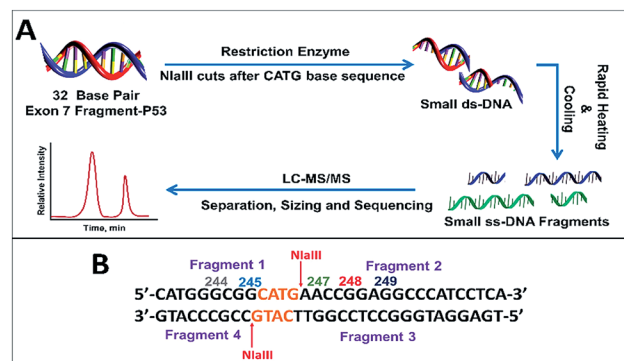 A
Restriction Enzyme
NlaIII cuts after CATG base sequence
32 Base Pair
Exon 7 Fragment-P53
Small ds-DNA
Rapid Heating
&
Cooling
Relative Intensity
Time, min
LC-MS/MS
Separation, Sizing and Sequencing
Small ss-DNA Fragments
B
NlaIII
Fragment 1
Fragment 2
244 245 247 248 249
5'-CATGGGCGGCATGAACCGGAGGCCCATCCTCA-3'
3'-GTACCCGCCGTACTTGGCCTCCGGGTAGGAGT-5'
Fragment 4
Fragment 3
NlaIII